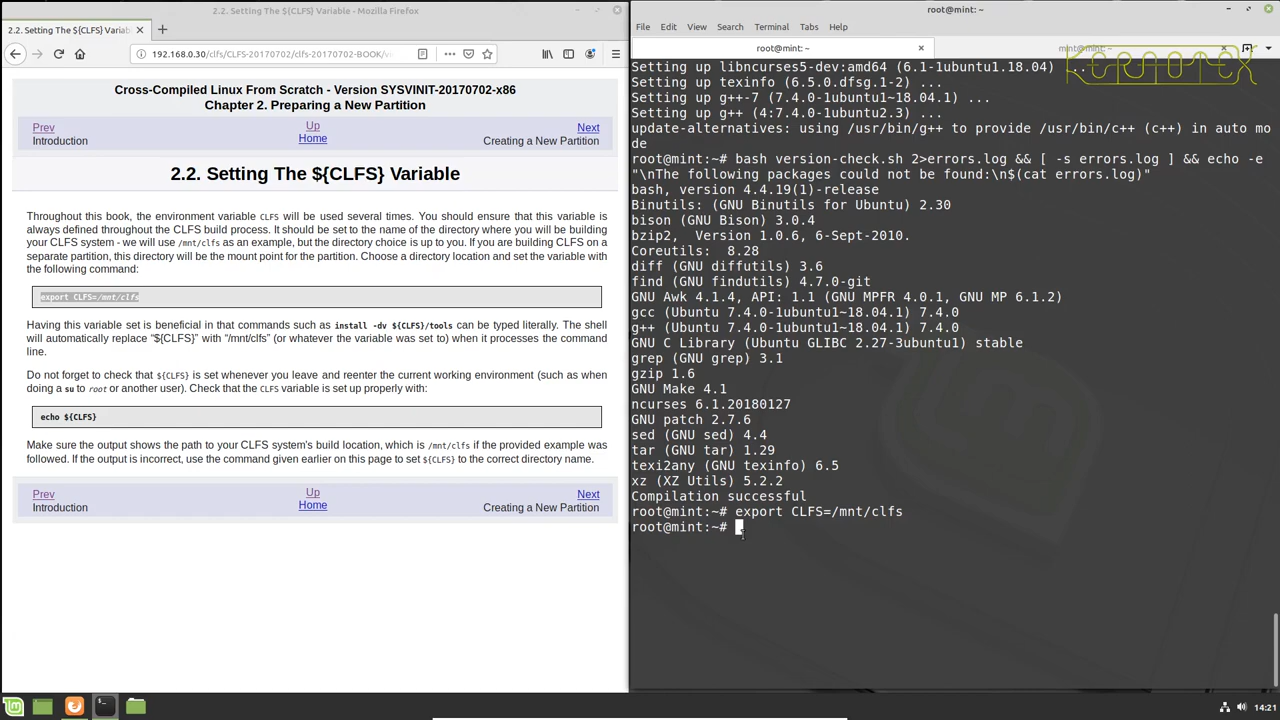 2.2. Setting The ${CLFS} Variable - Mozilla Firefox
2.2. Setting The ${CLFS} Variab
192.168.0.30/clfs/CLFS-20170702/clfs-20170702-BOOK/v
Cross-Compiled Linux From Scratch - Version SYSVINIT-20170702-x86
Chapter 2. Preparing a New Partition
Prev Up Next
Introduction Home Creating a New Partition
2.2. Setting The ${CLFS} Variable
Throughout this book, the environment variable CLFS will be used several times. You should ensure that this variable is
always defined throughout the CLFS build process. It should be set to the name of the directory where you will be building
your CLFS system - we will use /mnt/clfs as an example, but the directory choice is up to you. If you are building CLFS on a
separate partition, this directory will be the mount point for the partition. Choose a directory location and set the variable with
the following command:
export CLFS=/mnt/clfs
Having this variable set is beneficial in that commands such as install -dv ${CLFS}/tools can be typed literally. The shell
will automatically replace "${CLFS}" with "/mnt/clfs" (or whatever the variable was set to) when it processes the command
line.
Do not forget to check that ${CLFS} is set whenever you leave and reenter the current working environment (such as when
doing a su to root or another user). Check that the CLFS variable is set up properly with:
echo ${CLFS}
Make sure the output shows the path to your CLFS system's build location, which is /mnt/clfs if the provided example was
followed. If the output is incorrect, use the command given earlier on this page to set ${CLFS} to the correct directory name.
Prev Up Next
Introduction Home Creating a New Partition
root@mint: ~
File Edit View Search Terminal Tabs Help
root@mint: ~ mint@mint: ~
KERNOTEX
Setting up libncurses5-dev:amd64 (6.1-1ubuntu1.18.04) ...
Setting up texinfo (6.5.0.dfsg.1-2) ...
Setting up g++-7 (7.4.0-1ubuntu1~18.04.1) ...
Setting up g++ (4:7.4.0-1ubuntu2.3) ...
update-alternatives: using /usr/bin/g++ to provide /usr/bin/c++ (c++) in auto mo
de
root@mint:~# bash version-check.sh 2>errors.log && [ -s errors.log ] && echo -e
"\nThe following packages could not be found:\n$(cat errors.log)"
bash, version 4.4.19(1)-release
Binutils: (GNU Binutils for Ubuntu) 2.30
bison (GNU Bison) 3.0.4
bzip2,  Version 1.0.6, 6-Sept-2010.
Coreutils:  8.28
diff (GNU diffutils) 3.6
find (GNU findutils) 4.7.0-git
GNU Awk 4.1.4, API: 1.1 (GNU MPFR 4.0.1, GNU MP 6.1.2)
gcc (Ubuntu 7.4.0-1ubuntu1~18.04.1) 7.4.0
g++ (Ubuntu 7.4.0-1ubuntu1~18.04.1) 7.4.0
GNU C Library (Ubuntu GLIBC 2.27-3ubuntu1) stable
grep (GNU grep) 3.1
gzip 1.6
GNU Make 4.1
ncurses 6.1.20180127
GNU patch 2.7.6
sed (GNU sed) 4.4
tar (GNU tar) 1.29
texi2any (GNU texinfo) 6.5
xz (XZ Utils) 5.2.2
Compilation successful
root@mint:~# export CLFS=/mnt/clfs
root@mint:~#
14:21